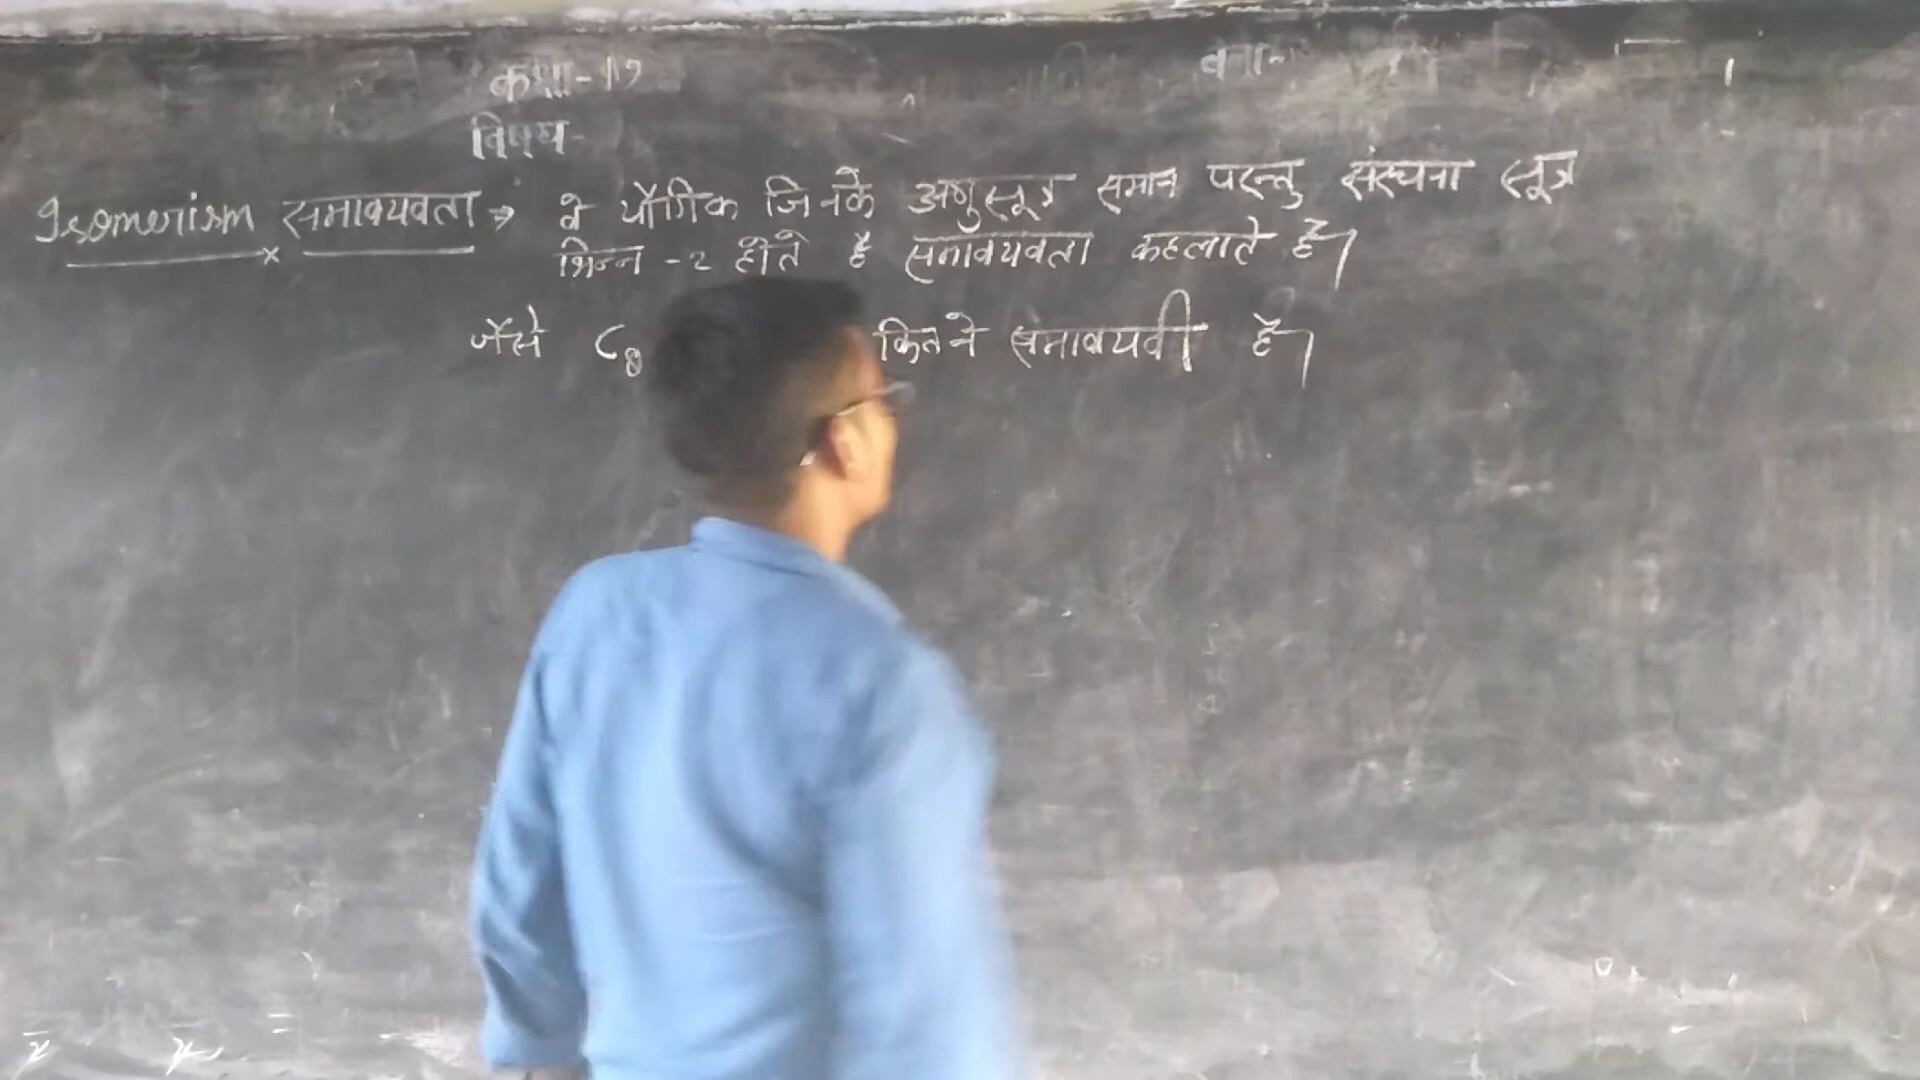 कक्षा-12
विषय-
Isomerism समावयवता ⇒ वे यौगिक जिनके अणुसूत्र समान परन्तु संरचना सूत्र
भिन्न-2 होते है समावयवता कहलाते है।
जैसे C₈ कितने समावयवी है।